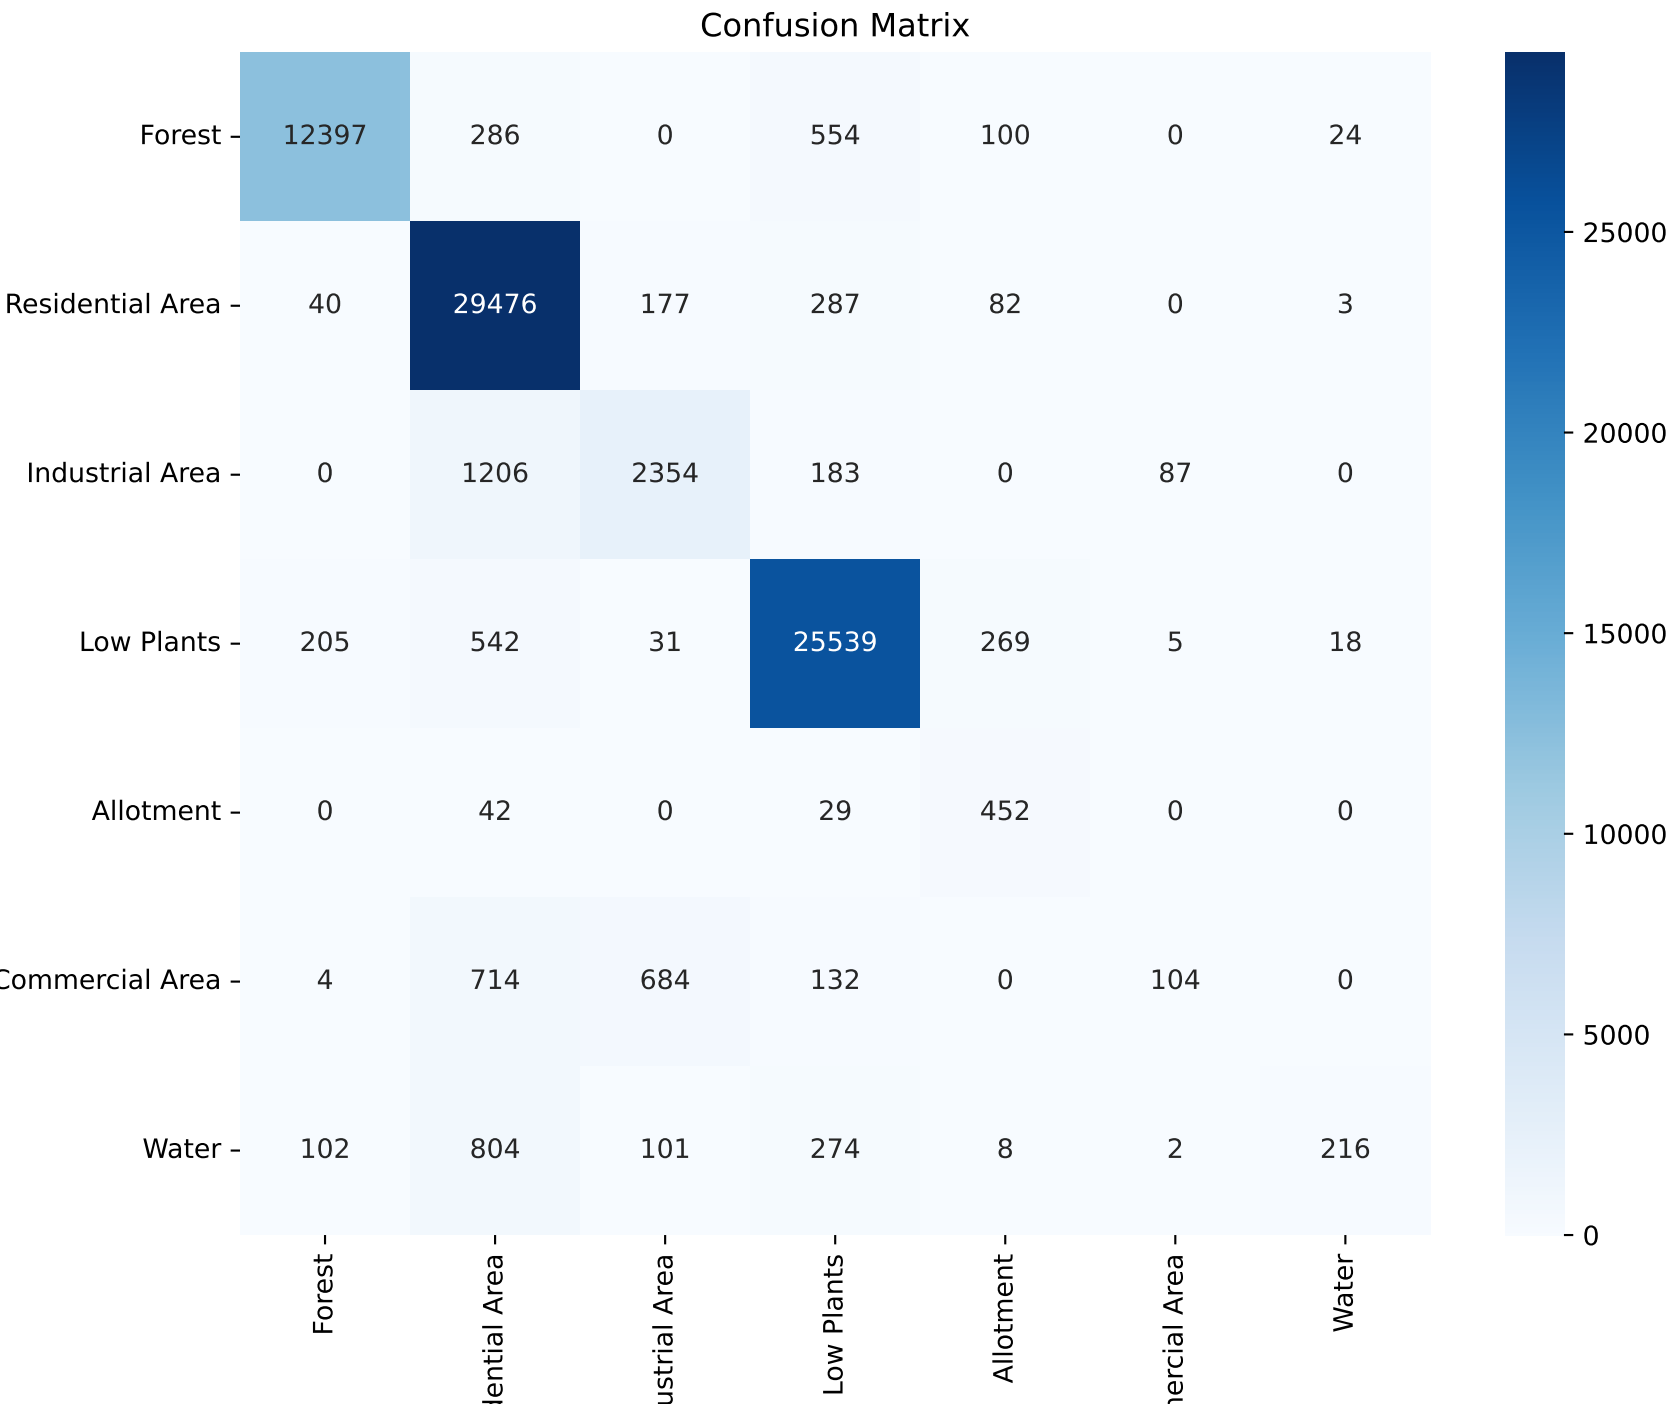 Confusion Matrix
Forest 12397 286 0 554 100 0 24
Residential Area 40 29476 177 287 82 0 3
Industrial Area 0 1206 2354 183 0 87 0
Low Plants 205 542 31 25539 269 5 18
Allotment 0 42 0 29 452 0 0
Commercial Area 4 714 684 132 0 104 0
Water 102 804 101 274 8 2 216
Forest
dential Area
ustrial Area
Low Plants
Allotment
mercial Area
Water
25000
20000
15000
10000
5000
0